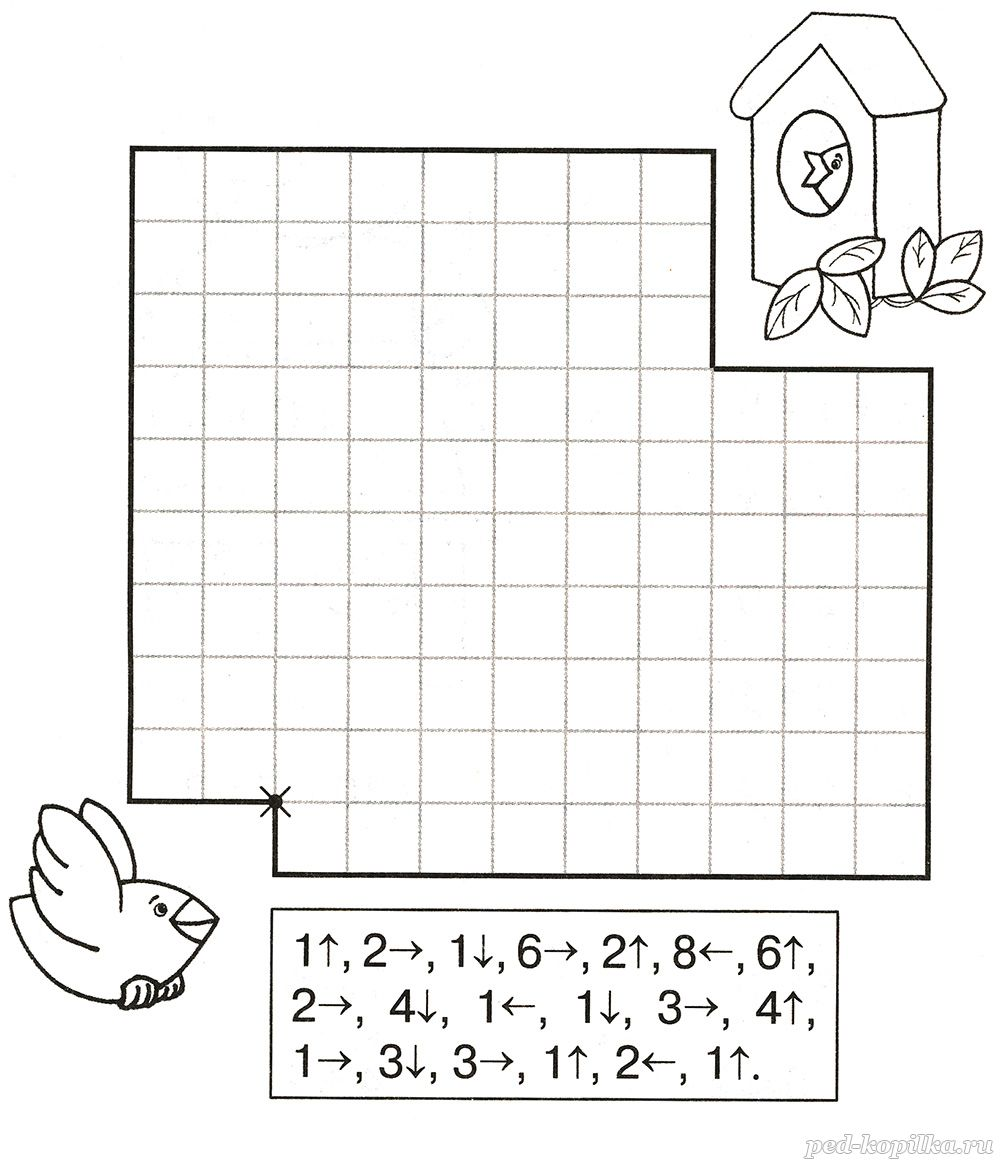 1↑, 2→, 1↓, 6→, 2↑, 8←, 6↑,
2→, 4↓, 1←, 1↓, 3→, 4↑,
1→, 3↓, 3→, 1↑, 2←, 1↑.
ped-kopilka.ru